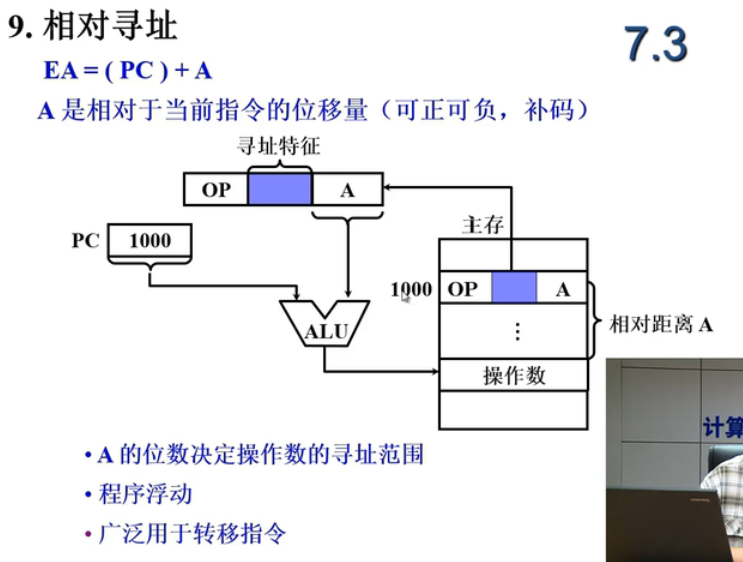 9. 相对寻址
7.3
EA = ( PC ) + A
A 是相对于当前指令的位移量（可正可负，补码）
寻址特征
OP A
PC 1000
主存
1000 OP A
⋮
相对距离 A
ALU
操作数
计算
• A 的位数决定操作数的寻址范围
• 程序浮动
• 广泛用于转移指令